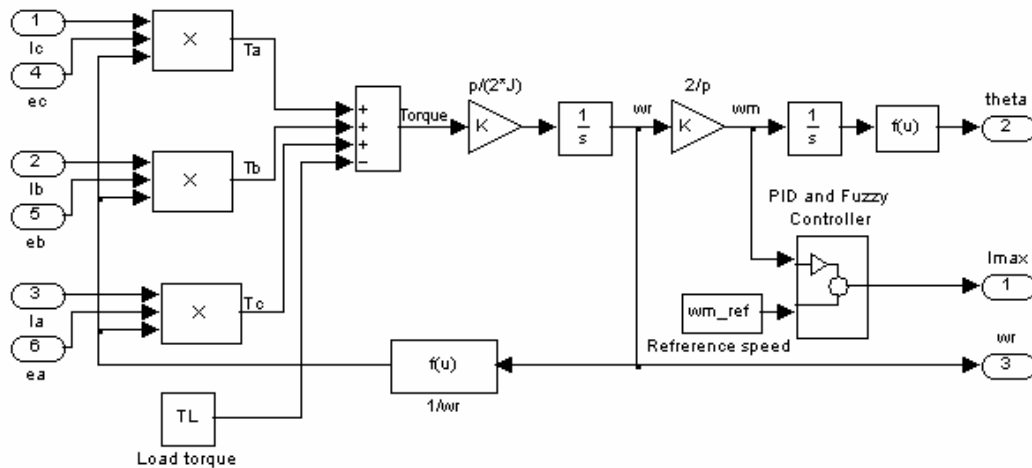 1
Ic
4
ec
×
Ta
2
Ib
5
eb
×
Tb
3
Ia
6
ea
×
Tc
TL
Load torque
+
+
+
−
Torque
p/(2*J)
K
1
s
wr
2/p
K
wm
1
s
f(u)
theta
2
PID and Fuzzy
Controller
wm_ref
Refrerence speed
Imax
1
wr
3
f(u)
1/wr